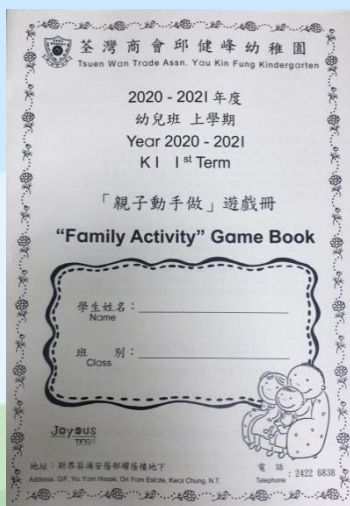 荃灣商會邱健峰幼稚園
Tsuen Wan Trade Assn. Yau Kin Fung Kindergarten
2020 - 2021 年度
幼兒班 上學期
Year 2020 - 2021
K1 1st Term
「親子動手做」遊戲冊
“Family Activity” Game Book
學生姓名：
Name
班 別：
Class
Joyous
地址：新界葵涌安蔭邨耀蔭樓地下
電 話
Address: G/F, Yiu Yam House, On Yam Estate, Kwai Chung, N.T.
Telephone : 2422 6838